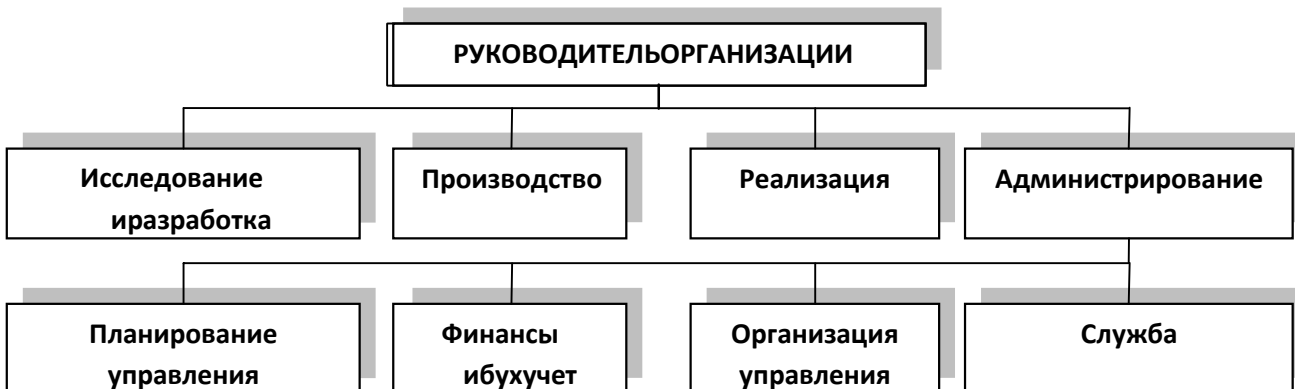 РУКОВОДИТЕЛЬОРГАНИЗАЦИИ
Исследование
иразработка
Производство
Реализация
Администрирование
Планирование
управления
Финансы
ибухучет
Организация
управления
Служба